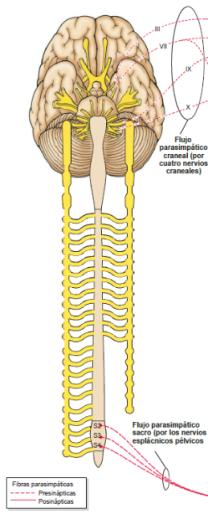 III
VII
IX
X
Flujo
parasimpático
craneal (por
cuatro nervios
craneales)
Flujo parasimpático
sacro (por los nervios
esplácnicos pélvicos
S2
S3
S4
Fibras parasimpáticas
Presinápticas
Posinápticas